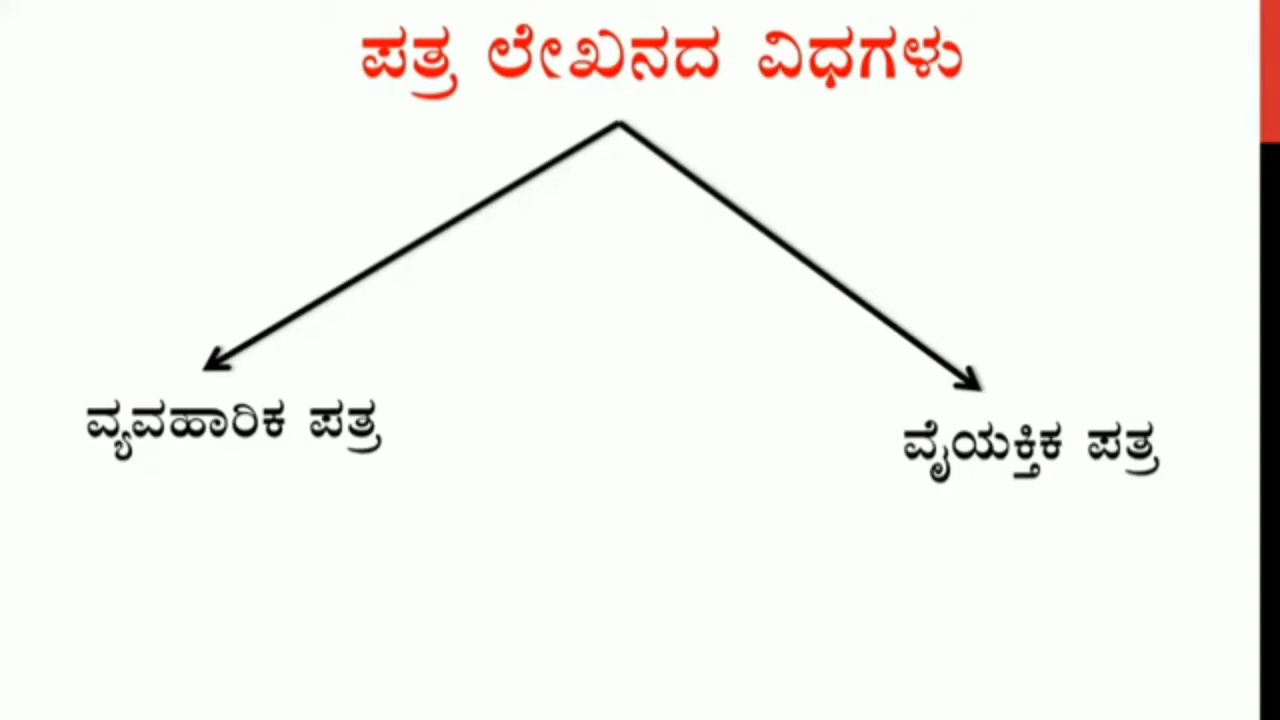 ಪತ್ರ ಲೇಖನದ ವಿಧಗಳು
ವ್ಯವಹಾರಿಕ ಪತ್ರ
ವೈಯಕ್ತಿಕ ಪತ್ರ